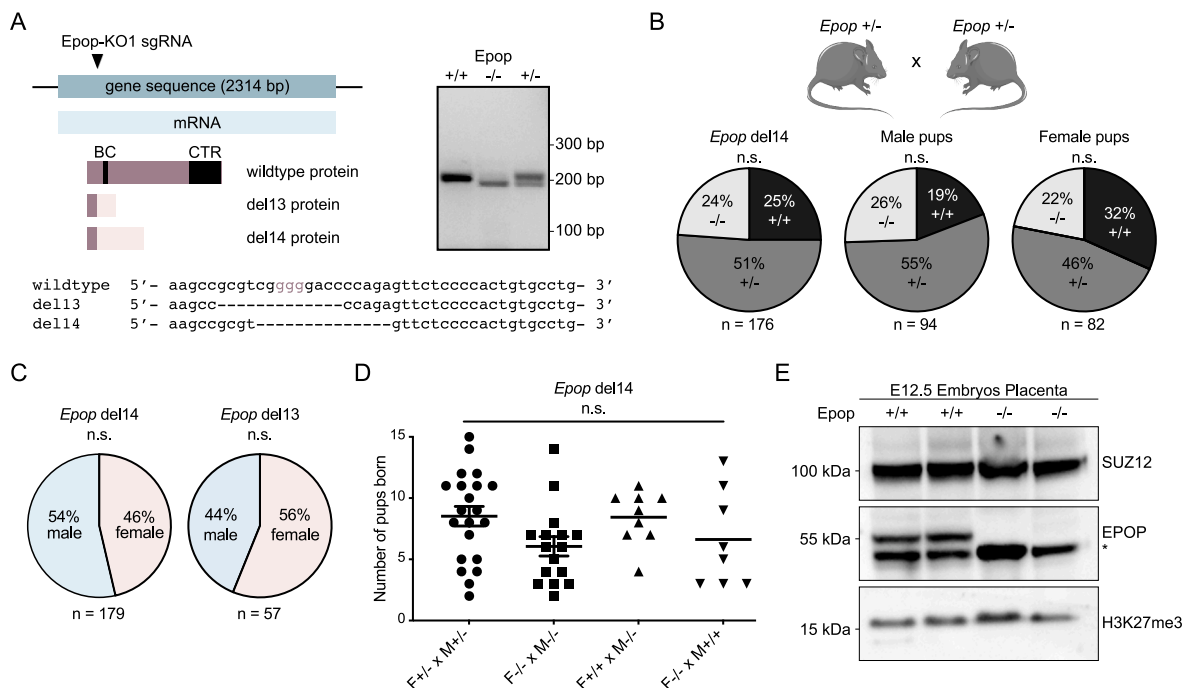 A
Epop-KO1 sgRNA
gene sequence (2314 bp)
mRNA
BC CTR
wildtype protein
del13 protein
del14 protein
Epop
+/+ -/- +/-
300 bp
200 bp
100 bp
wildtype 5’- aagccgcgtcgggggaccccagagttctccccactgtgcctg- 3’
del13 5’- aagcc-------------ccagagttctccccactgtgcctg- 3’
del14 5’- aagccgcgt--------------gttctccccactgtgcctg- 3’
B
Epop +/- Epop +/-
x
Epop del14 Male pups Female pups
n.s. n.s. n.s.
24% -/- 25% +/+ 26% -/- 19% +/+ 22% -/- 32% +/+
51% +/- 55% +/- 46% +/-
n = 176 n = 94 n = 82
C
Epop del14 Epop del13
n.s. n.s.
54% 46% 44% 56%
male female male female
n = 179 n = 57
D
Epop del14
n.s.
Number of pups born
15
10
5
0
F+/- x M+/-
F-/- x M-/-
F+/+ x M-/-
F-/- x M+/+
E
E12.5 Embryos Placenta
Epop +/+ +/+ -/- -/-
100 kDa SUZ12
55 kDa EPOP
*
15 kDa H3K27me3